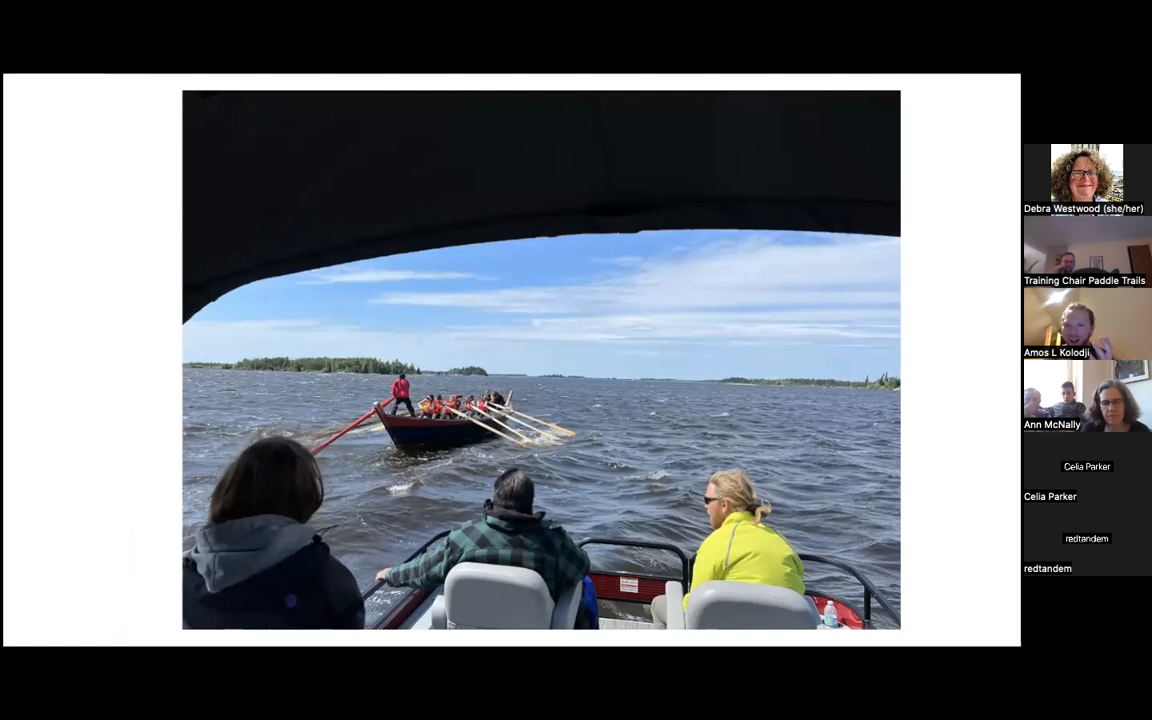 Debra Westwood (she/her)
Training Chair Paddle Trails
Amos L Kolodji
Ann McNally
Celia Parker
Celia Parker
redtandem
redtandem